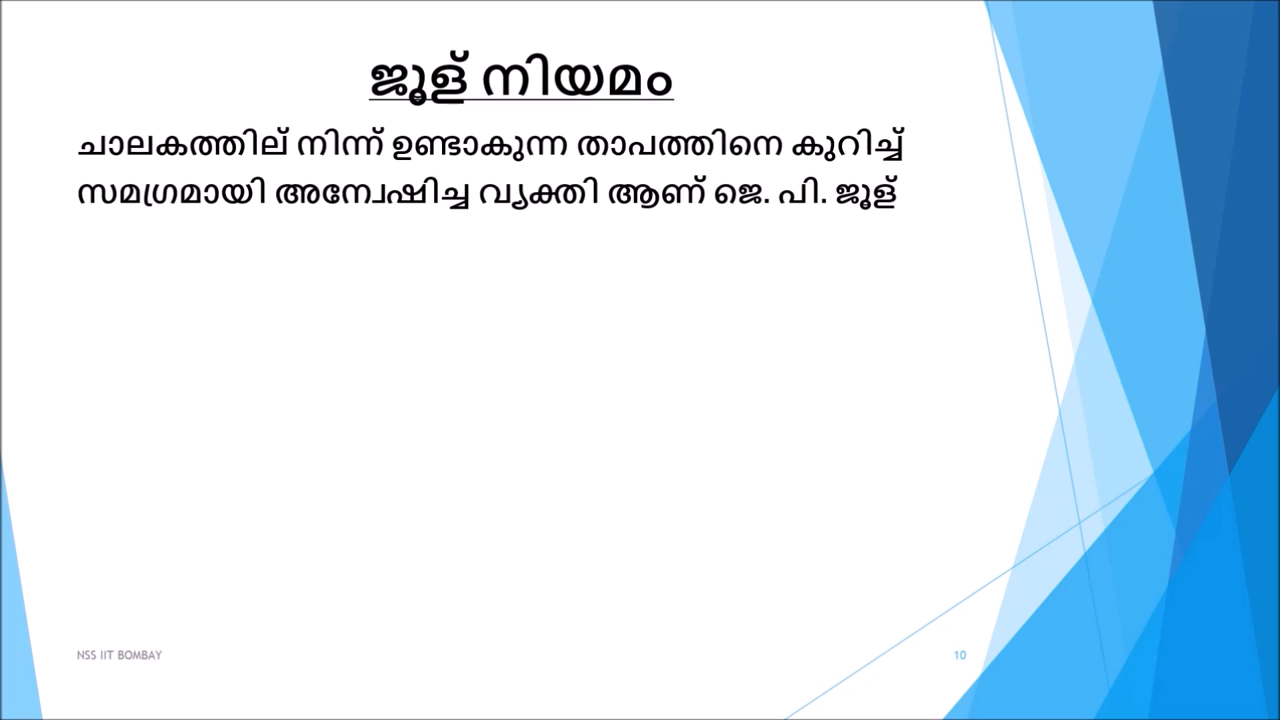 ജൂള് നിയമം
ചാലകത്തില് നിന്ന് ഉണ്ടാകുന്ന താപത്തിനെ കുറിച്ച്
സമഗ്രമായി അന്വേഷിച്ച വ്യക്തി ആണ് ജെ. പി. ജൂള്
NSS IIT BOMBAY
10